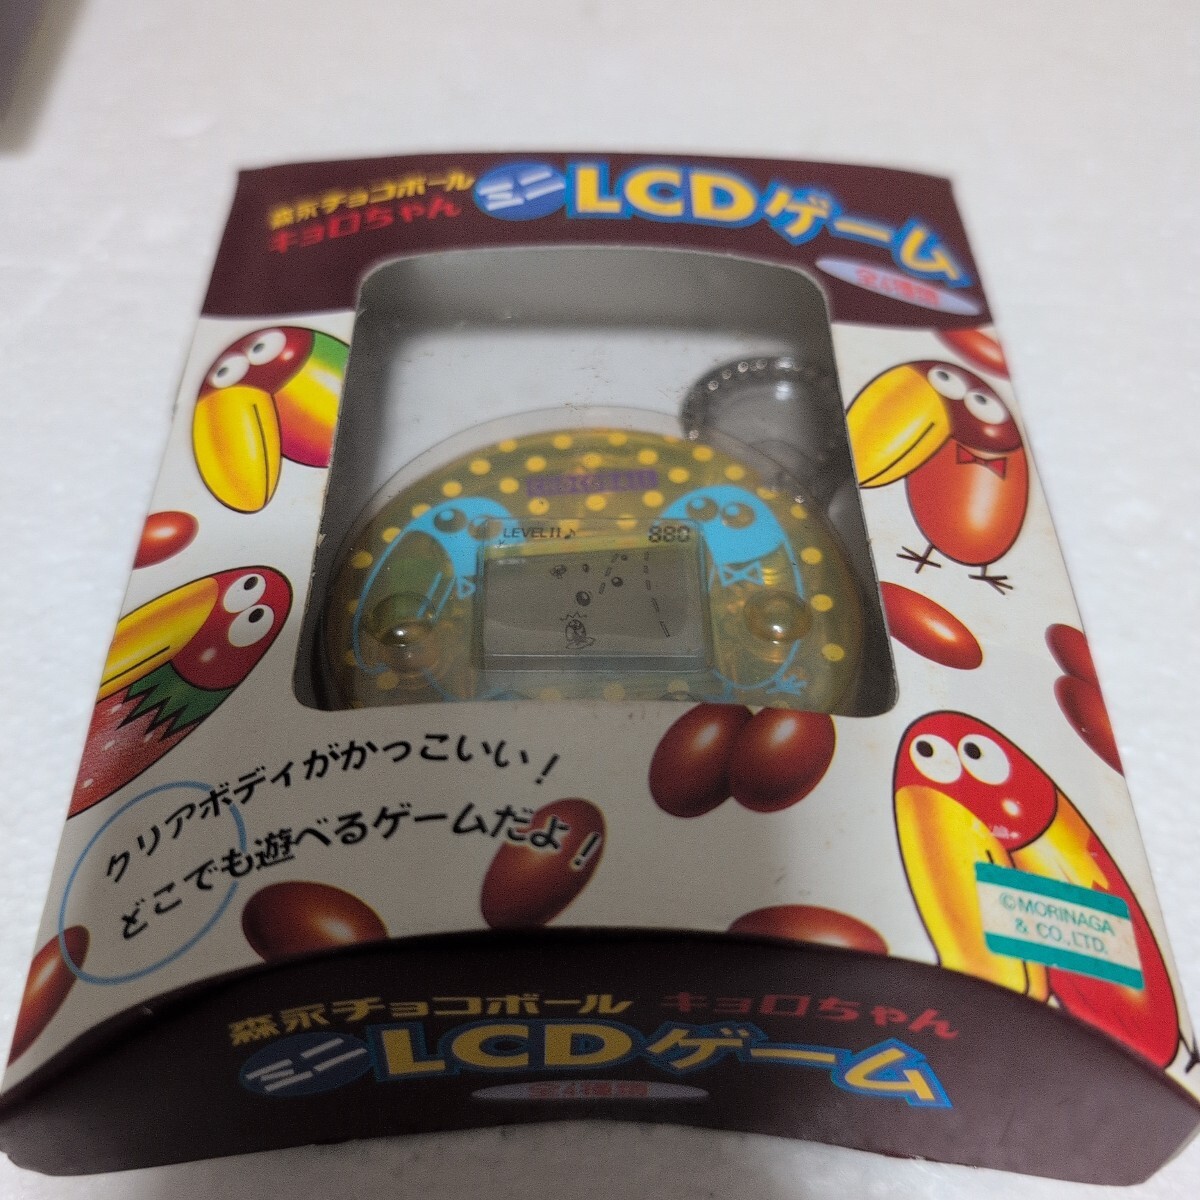 森永チョコボール
キョロちゃん
ミニ LCDゲーム
全4種類
LEVEL II ♪
880
クリアボディがかっこいい!
どこでも遊べるゲームだよ!
©MORINAGA
& CO.,LTD.
森永チョコボール キョロちゃん
ミニ LCDゲーム
全4種類